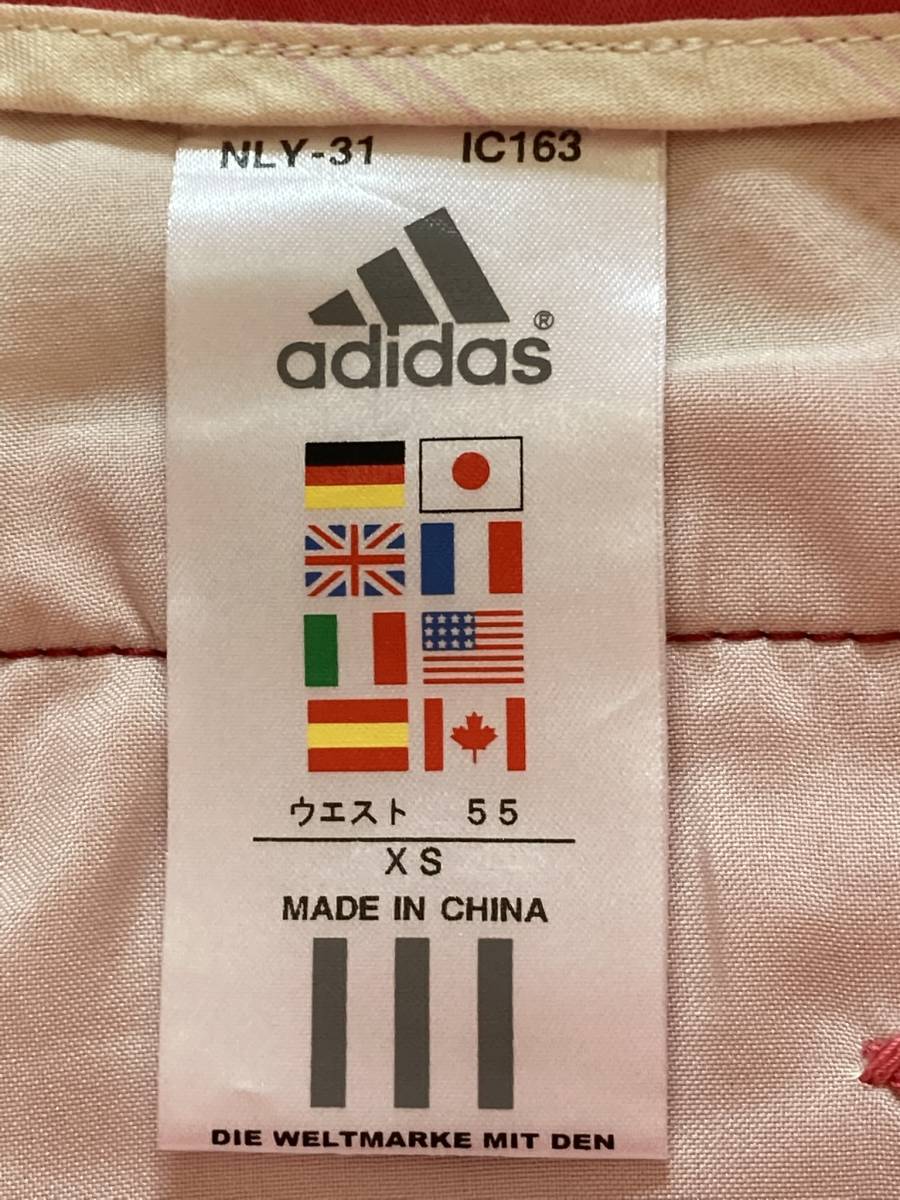 NLY-31 IC163
adidas®
ウエスト 55
XS
MADE IN CHINA
DIE WELTMARKE MIT DEN